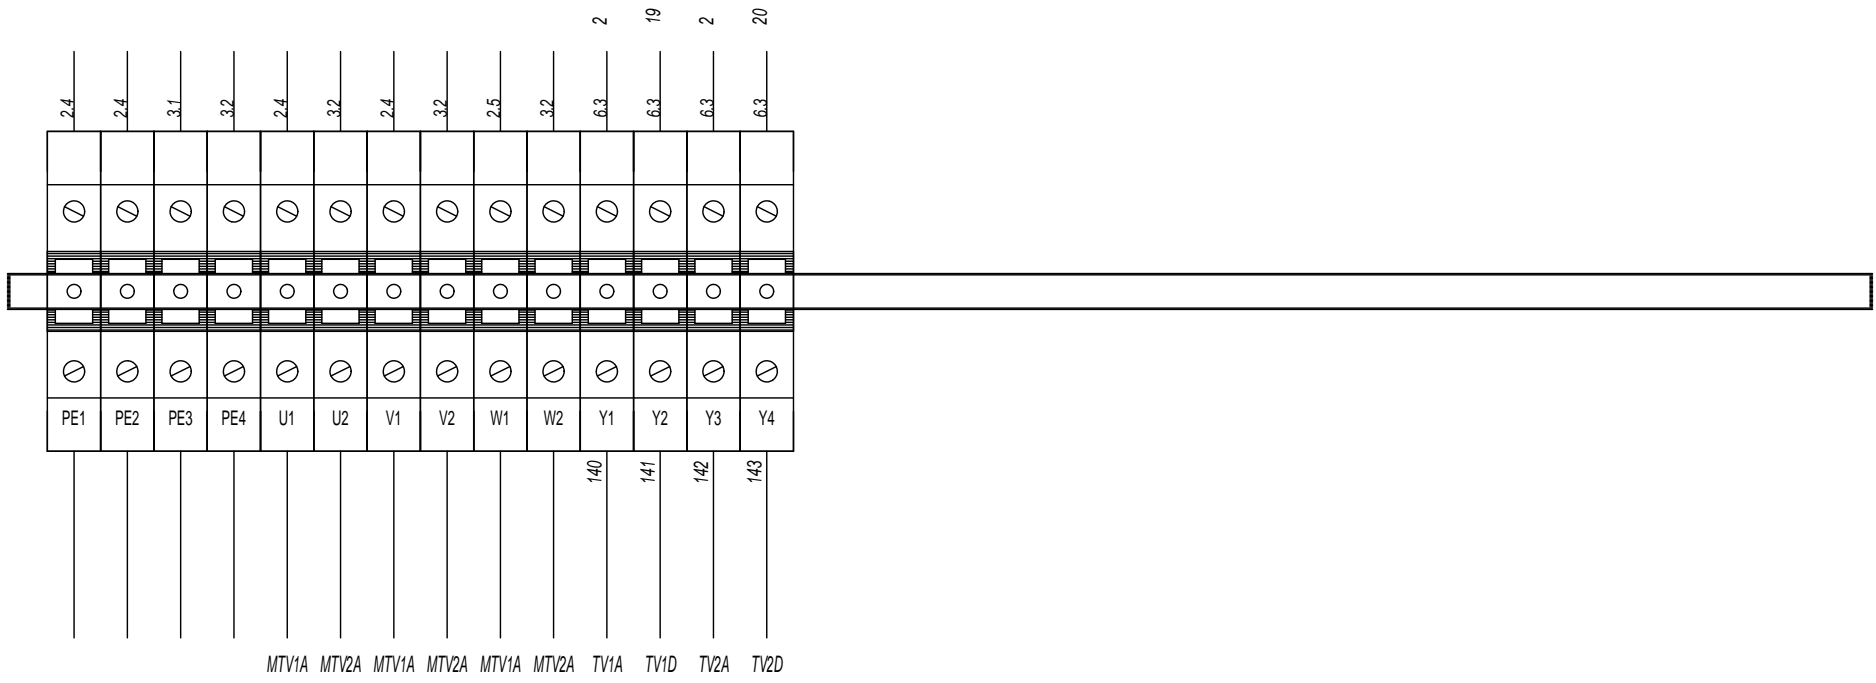 2 19 2 20
2.4 2.4 3.1 3.2 2.4 3.2 2.4 3.2 2.5 3.2 6.3 6.3 6.3 6.3
PE1 PE2 PE3 PE4 U1 U2 V1 V2 W1 W2 Y1 Y2 Y3 Y4
140 141 142 143
MTV1A MTV2A MTV1A MTV2A MTV1A MTV2A TV1A TV1D TV2A TV2D